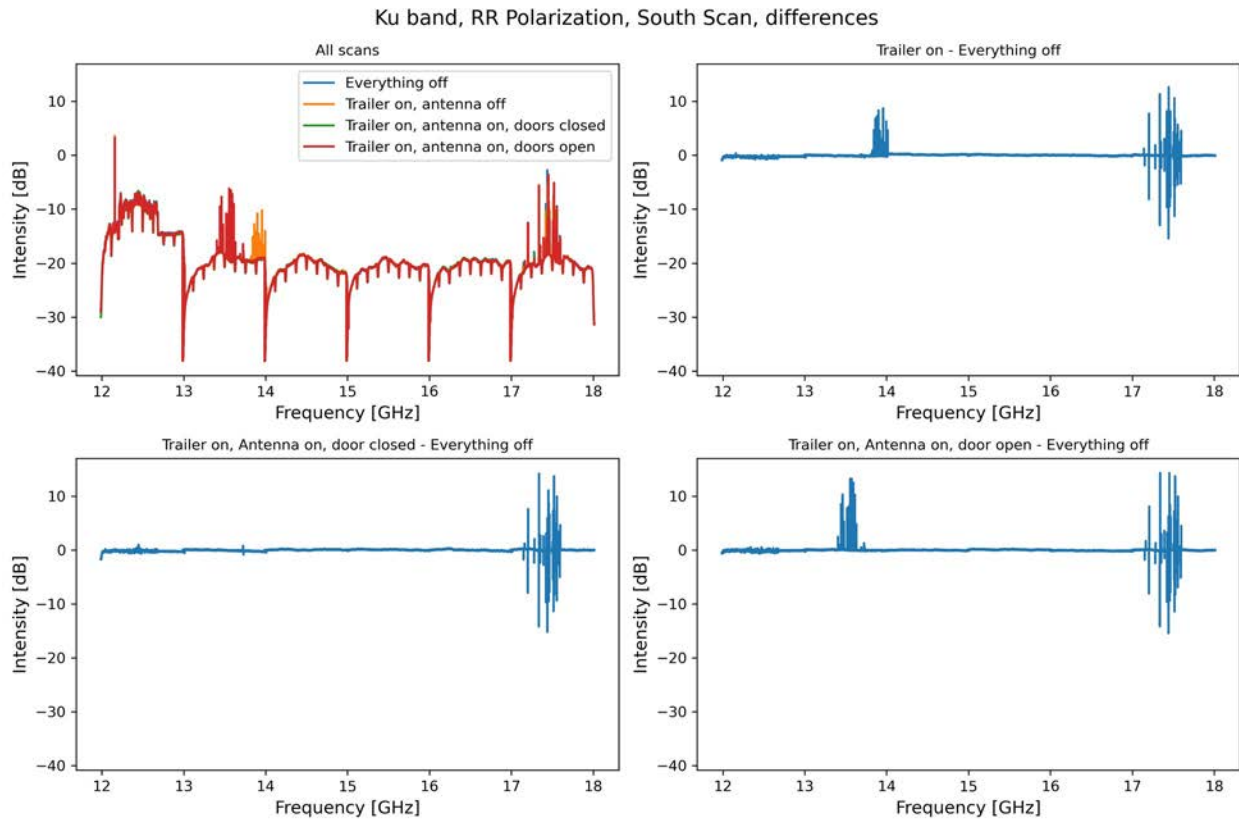 Ku band, RR Polarization, South Scan, differences
All scans
Everything off
Trailer on, antenna off
Trailer on, antenna on, doors closed
Trailer on, antenna on, doors open
10
0
−10
−20
−30
−40
Intensity [dB]
12 13 14 15 16 17 18
Frequency [GHz]
Trailer on - Everything off
10
0
−10
−20
−30
−40
Intensity [dB]
12 13 14 15 16 17 18
Frequency [GHz]
Trailer on, Antenna on, door closed - Everything off
10
0
−10
−20
−30
−40
Intensity [dB]
12 13 14 15 16 17 18
Frequency [GHz]
Trailer on, Antenna on, door open - Everything off
10
0
−10
−20
−30
−40
Intensity [dB]
12 13 14 15 16 17 18
Frequency [GHz]